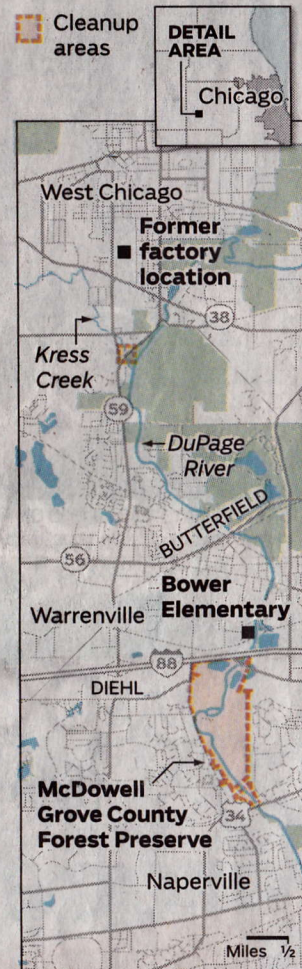 Cleanup
areas
DETAIL
AREA
Chicago
West Chicago
Former
factory
location
38
Kress
Creek
59
DuPage
River
BUTTERFIELD
56
Bower
Elementary
Warrenville
88
DIEHL
McDowell
Grove County
Forest Preserve
34
Naperville
Miles ½